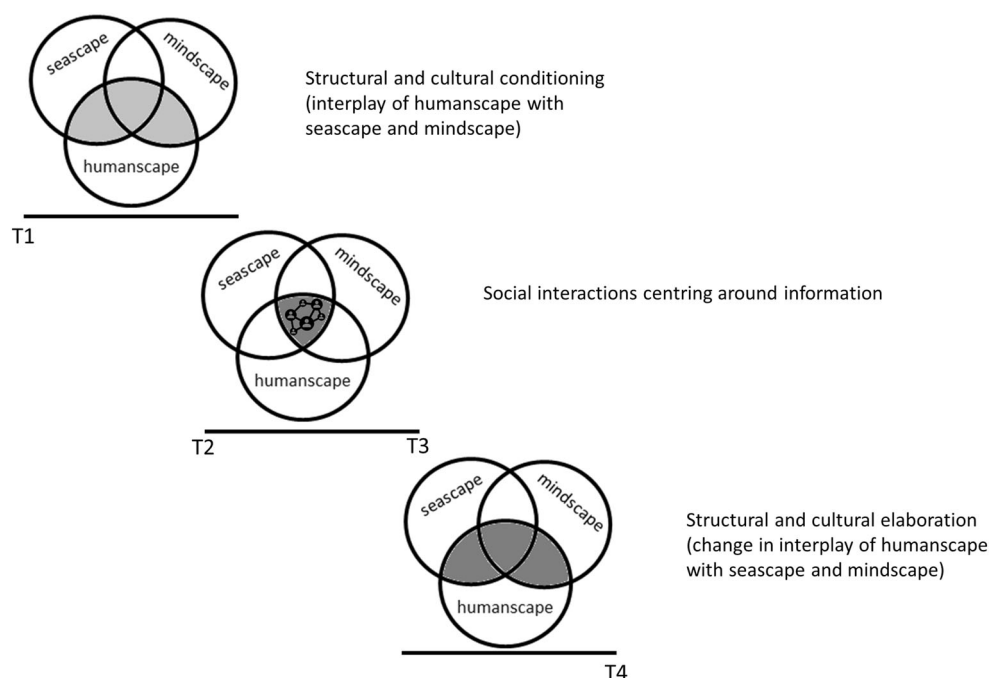 seascape
mindscape
humanscape
Structural and cultural conditioning
(interplay of humanscape with
seascape and mindscape)
T1
seascape
mindscape
humanscape
Social interactions centring around information
T2
T3
seascape
mindscape
humanscape
Structural and cultural elaboration
(change in interplay of humanscape
with seascape and mindscape)
T4